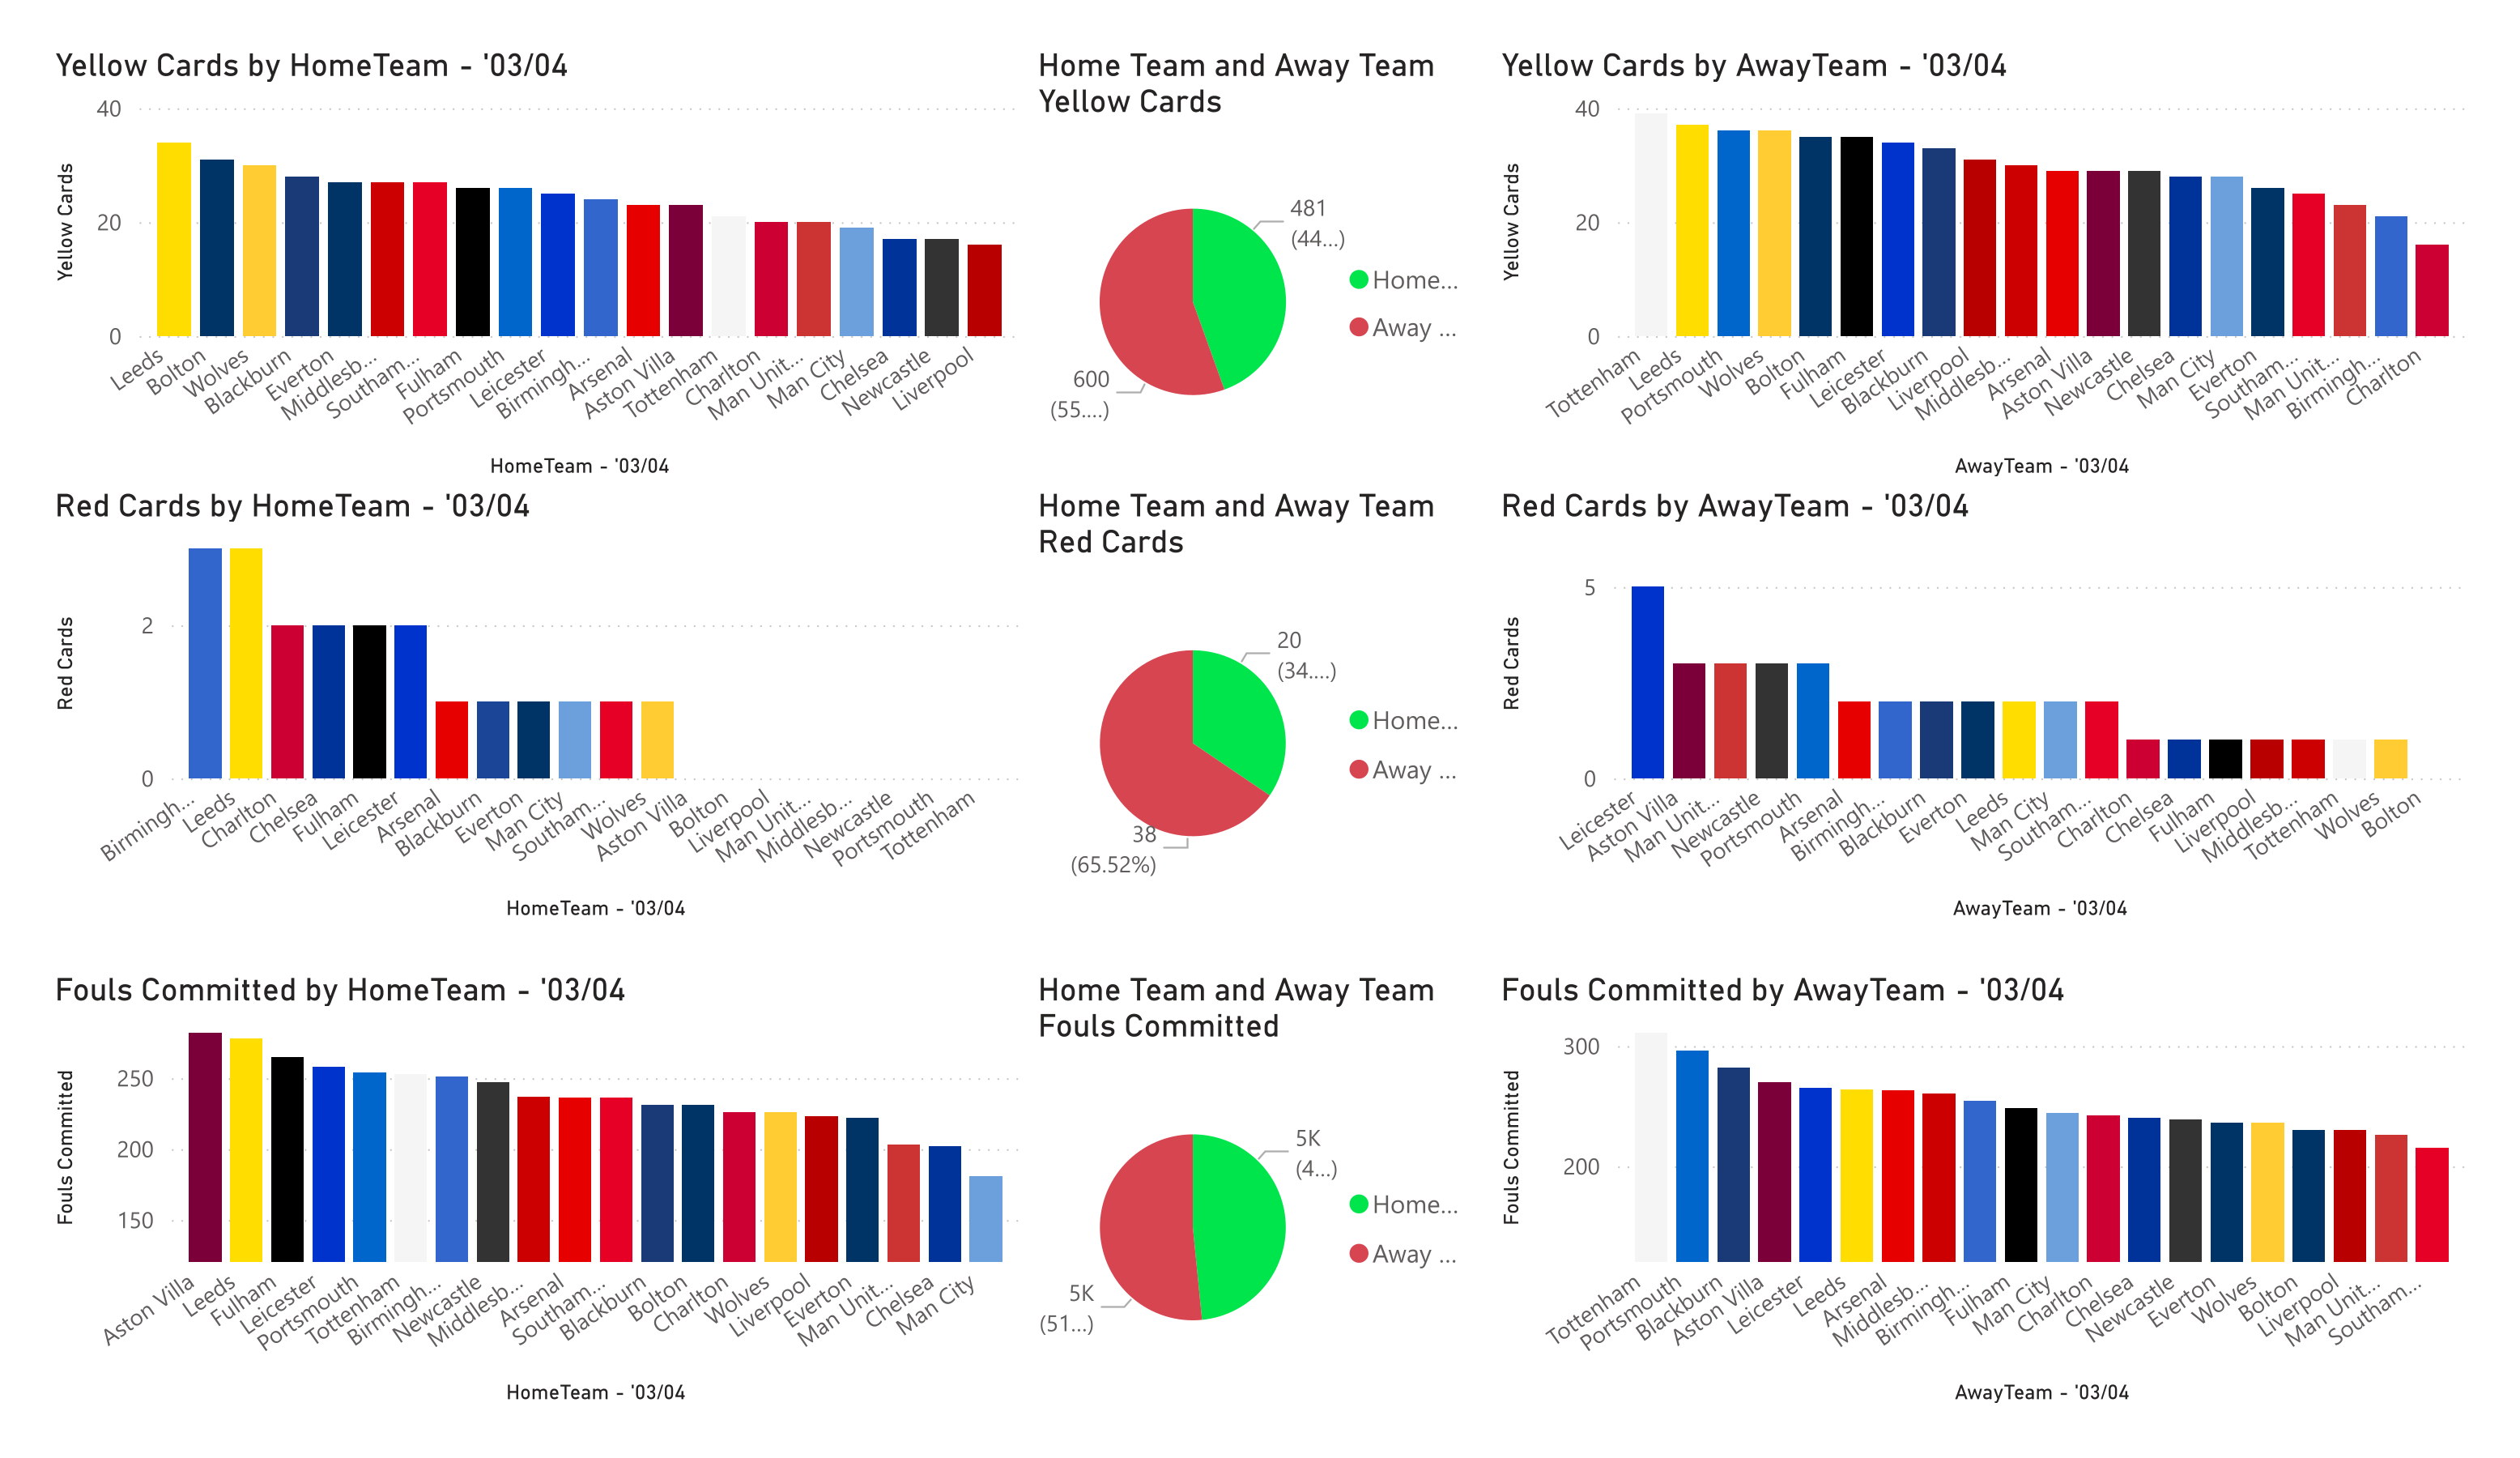 Yellow Cards by HomeTeam - '03/04
40
20
0
Yellow Cards
Leeds
Bolton
Wolves
Blackburn
Everton
Middlesb...
Southam...
Fulham
Portsmouth
Leicester
Birmingh...
Arsenal
Aston Villa
Tottenham
Charlton
Man Unit...
Man City
Chelsea
Newcastle
Liverpool
HomeTeam - '03/04
Home Team and Away Team
Yellow Cards
481
(44...)
600
(55....)
Home...
Away ...
Yellow Cards by AwayTeam - '03/04
40
20
0
Yellow Cards
Tottenham
Leeds
Portsmouth
Wolves
Bolton
Fulham
Leicester
Blackburn
Liverpool
Middlesb...
Arsenal
Aston Villa
Newcastle
Chelsea
Man City
Everton
Southam...
Man Unit...
Birmingh...
Charlton
AwayTeam - '03/04
Red Cards by HomeTeam - '03/04
2
0
Red Cards
Birmingh...
Leeds
Charlton
Chelsea
Fulham
Leicester
Arsenal
Blackburn
Everton
Man City
Southam...
Wolves
Aston Villa
Bolton
Liverpool
Man Unit...
Middlesb...
Newcastle
Portsmouth
Tottenham
HomeTeam - '03/04
Home Team and Away Team
Red Cards
20
(34....)
38
(65.52%)
Home...
Away ...
Red Cards by AwayTeam - '03/04
5
0
Red Cards
Leicester
Aston Villa
Man Unit...
Newcastle
Portsmouth
Arsenal
Birmingh...
Blackburn
Everton
Leeds
Man City
Southam...
Charlton
Chelsea
Fulham
Liverpool
Middlesb...
Tottenham
Wolves
Bolton
AwayTeam - '03/04
Fouls Committed by HomeTeam - '03/04
250
200
150
Fouls Committed
Aston Villa
Leeds
Fulham
Leicester
Portsmouth
Tottenham
Birmingh...
Newcastle
Middlesb...
Arsenal
Southam...
Blackburn
Bolton
Charlton
Wolves
Liverpool
Everton
Man Unit...
Chelsea
Man City
HomeTeam - '03/04
Home Team and Away Team
Fouls Committed
5K
(4...)
5K
(51...)
Home...
Away ...
Fouls Committed by AwayTeam - '03/04
300
200
Fouls Committed
Tottenham
Portsmouth
Blackburn
Aston Villa
Leicester
Leeds
Arsenal
Middlesb...
Birmingh...
Fulham
Man City
Charlton
Chelsea
Newcastle
Everton
Wolves
Bolton
Liverpool
Man Unit...
Southam...
AwayTeam - '03/04